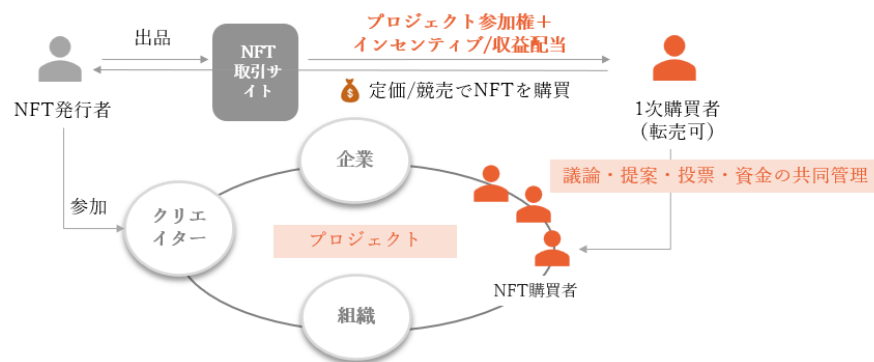 プロジェクト参加権＋
インセンティブ/収益配当
出品
NFT
取引サ
イト
定価/競売でNFTを購買
NFT発行者
1次購買者
（転売可）
企業
議論・提案・投票・資金の共同管理
参加
クリエ
イター
プロジェクト
NFT購買者
組織